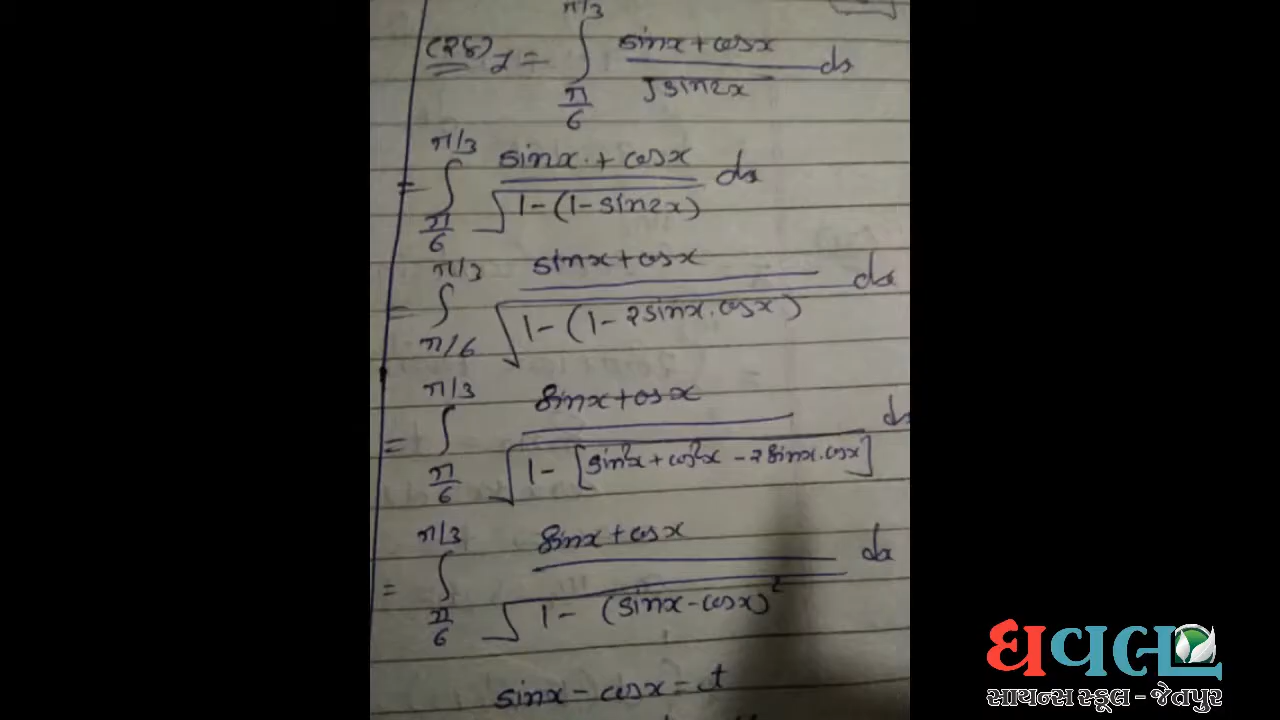 (28) I = ∫_{π/6}^{π/3} (sinx + cosx) / √sin2x dx
= ∫_{π/6}^{π/3} (sinx + cosx) / √(1-(1-sin2x)) dx
= ∫_{π/6}^{π/3} (sinx+cosx) / √(1-(1-2sinx.cosx)) dx
= ∫_{π/6}^{π/3} (sinx+cosx) / √(1-[sin²x+cos²x-2sinx.cosx]) dx
= ∫_{π/6}^{π/3} (sinx+cosx) / √(1-(sinx-cosx)²) dx
sinx - cosx = t
ધવલ
સાયન્સ સ્કૂલ - જેતપુર